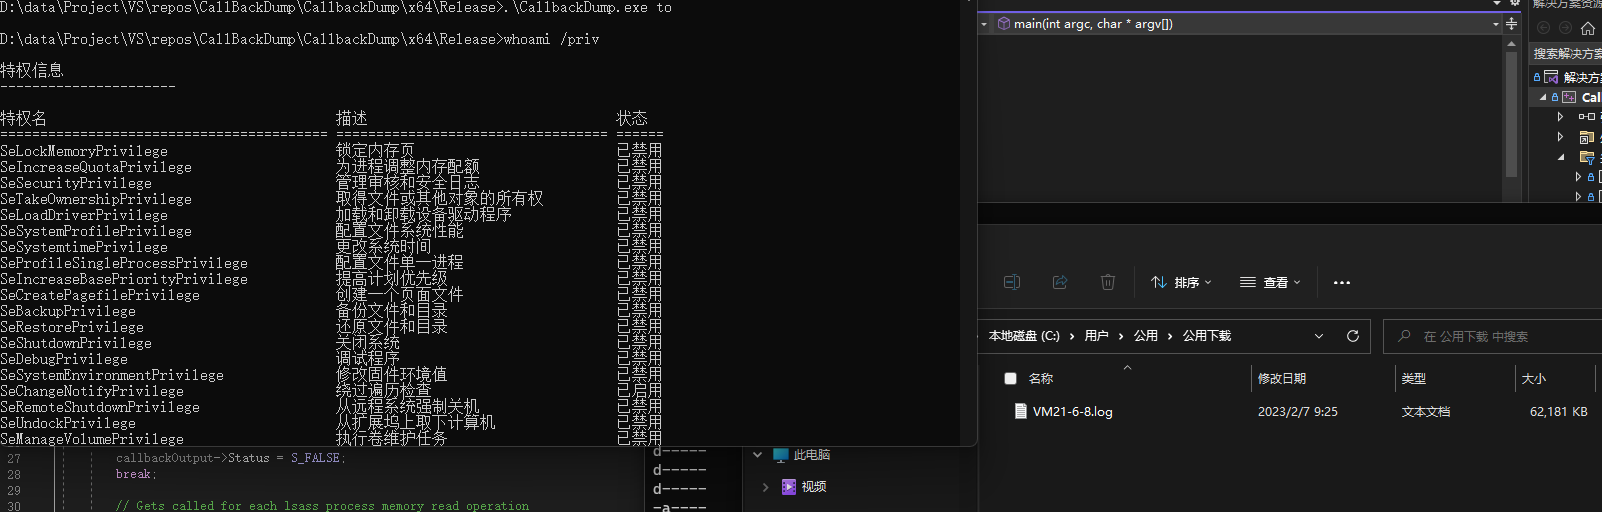 D:\data\Project\VS\repos\CallBackDump\CallbackDump\x64\Release>.\CallbackDump.exe to
D:\data\Project\VS\repos\CallBackDump\CallbackDump\x64\Release>whoami /priv
特权信息
----------------------
特权名 描述 状态
========================================= ================================== ======
SeLockMemoryPrivilege 锁定内存页 已禁用
SeIncreaseQuotaPrivilege 为进程调整内存配额 已禁用
SeSecurityPrivilege 管理审核和安全日志 已禁用
SeTakeOwnershipPrivilege 取得文件或其他对象的所有权 已禁用
SeLoadDriverPrivilege 加载和卸载设备驱动程序 已禁用
SeSystemProfilePrivilege 配置文件系统性能 已禁用
SeSystemtimePrivilege 更改系统时间 已禁用
SeProfileSingleProcessPrivilege 配置文件单一进程 已禁用
SeIncreaseBasePriorityPrivilege 提高计划优先级 已禁用
SeCreatePagefilePrivilege 创建一个页面文件 已禁用
SeBackupPrivilege 备份文件和目录 已禁用
SeRestorePrivilege 还原文件和目录 已禁用
SeShutdownPrivilege 关闭系统 已禁用
SeDebugPrivilege 调试程序 已禁用
SeSystemEnvironmentPrivilege 修改固件环境值 已禁用
SeChangeNotifyPrivilege 绕过遍历检查 已启用
SeRemoteShutdownPrivilege 从远程系统强制关机 已禁用
SeUndockPrivilege 从扩展坞上取下计算机 已禁用
SeManageVolumePrivilege 执行卷维护任务 已禁用
27 callbackOutput->Status = S_FALSE;
28 break;
29
30 // Gets called for each lsass process memory read operation
d-----
d-----
d-----
-a----
main(int argc, char * argv[])
解决方案资源
搜索解决方案
解决方案
Cal
排序 查看 •••
本地磁盘 (C:) 用户 公用 公用下载
在 公用下载 中搜索
名称 修改日期 类型 大小
VM21-6-8.log 2023/2/7 9:25 文本文档 62,181 KB
此电脑
视频